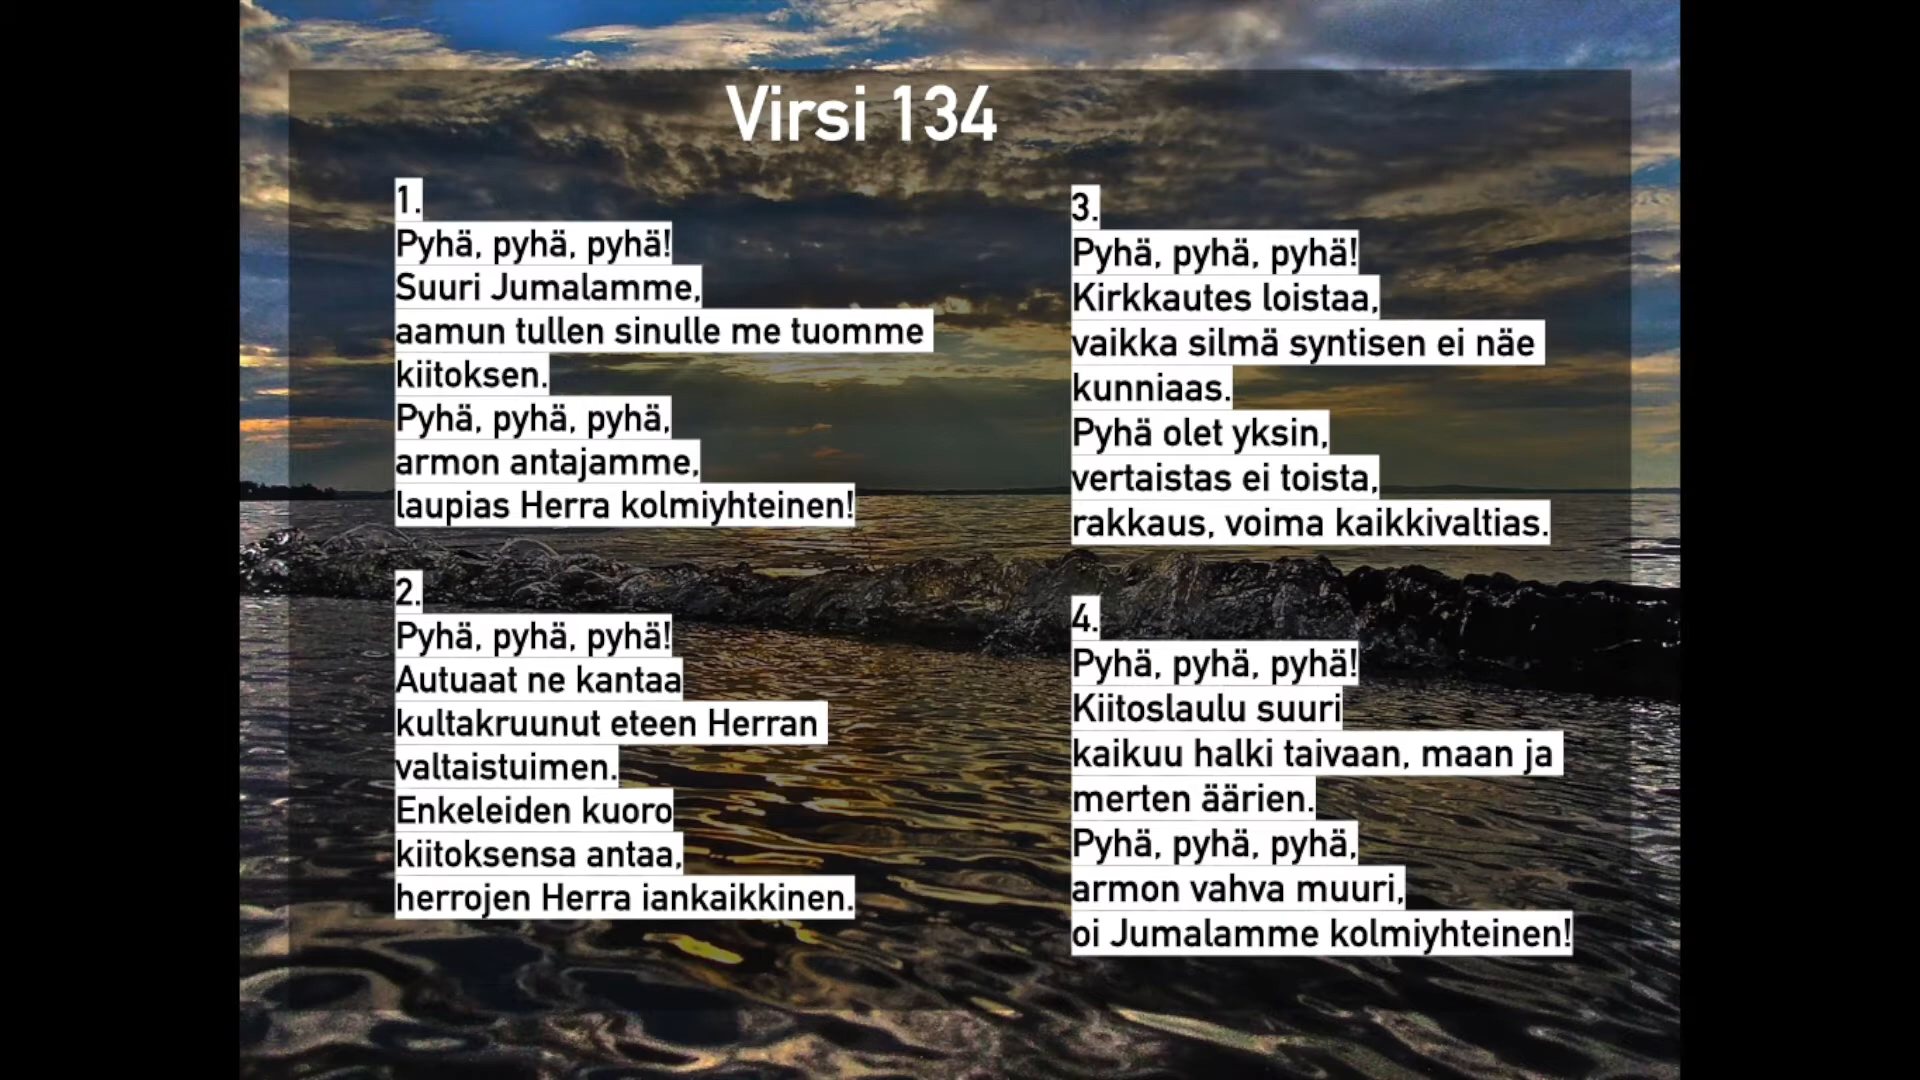 Virsi 134
1.
Pyhä, pyhä, pyhä!
Suuri Jumalamme,
aamun tullen sinulle me tuomme
kiitoksen.
Pyhä, pyhä, pyhä,
armon antajamme,
laupias Herra kolmiyhteinen!
2.
Pyhä, pyhä, pyhä!
Autuaat ne kantaa
kultakruunut eteen Herran
valtaistuimen.
Enkeleiden kuoro
kiitoksensa antaa,
herrojen Herra iankaikkinen.
3.
Pyhä, pyhä, pyhä!
Kirkkautes loistaa,
vaikka silmä syntisen ei näe
kunniaas.
Pyhä olet yksin,
vertaistas ei toista,
rakkaus, voima kaikkivaltias.
4.
Pyhä, pyhä, pyhä!
Kiitoslaulu suuri
kaikuu halki taivaan, maan ja
merten äärien.
Pyhä, pyhä, pyhä,
armon vahva muuri,
oi Jumalamme kolmiyhteinen!